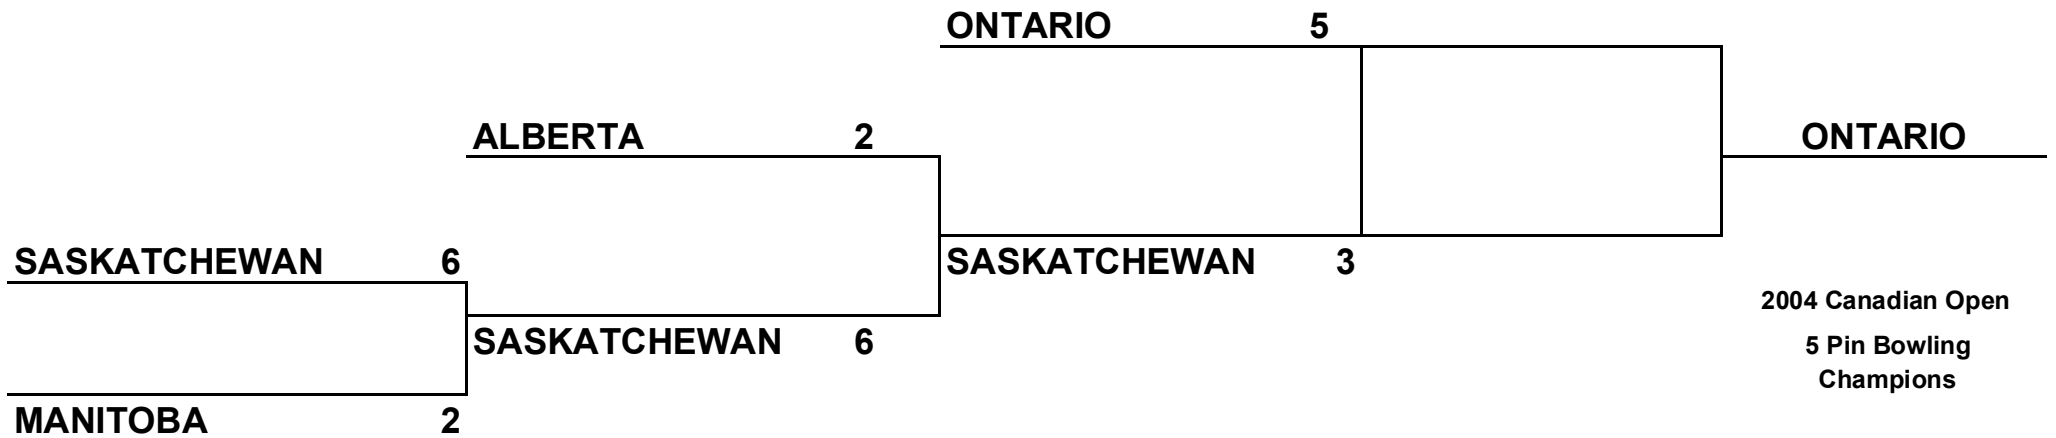 ONTARIO 5
ALBERTA 2
ONTARIO
SASKATCHEWAN 6
SASKATCHEWAN 3
2004 Canadian Open
SASKATCHEWAN 6
5 Pin Bowling
Champions
MANITOBA 2